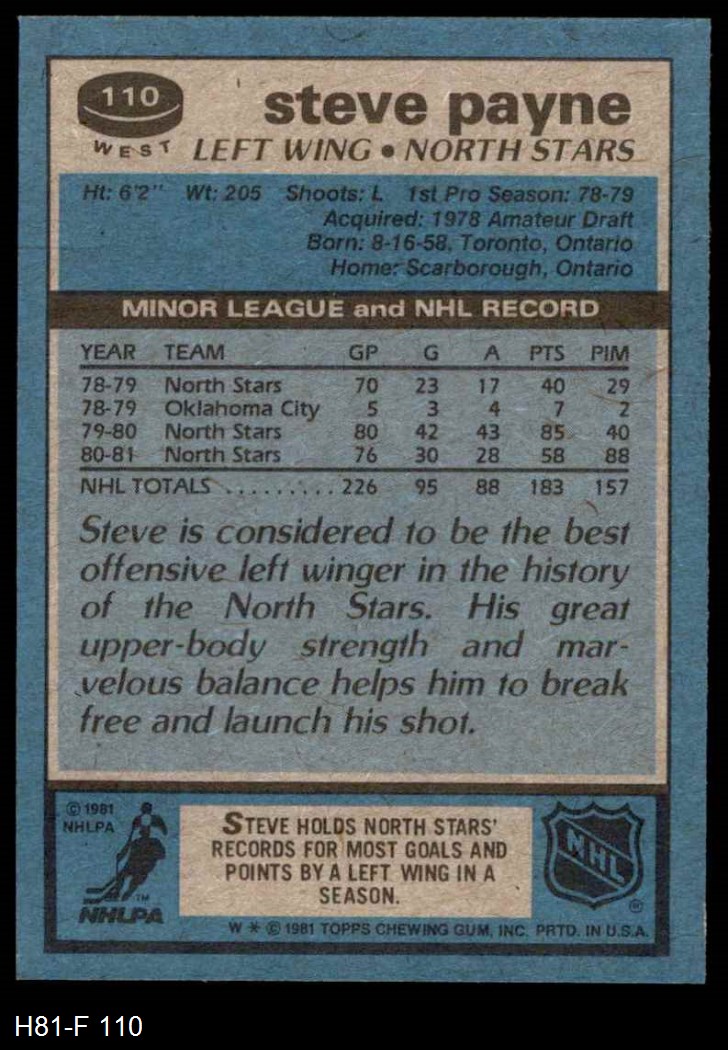 110
WEST
steve payne
LEFT WING • NORTH STARS
Ht: 6'2" Wt: 205 Shoots: L 1st Pro Season: 78-79
Acquired: 1978 Amateur Draft
Born: 8-16-58, Toronto, Ontario
Home: Scarborough, Ontario
MINOR LEAGUE and NHL RECORD
YEAR TEAM GP G A PTS PIM
78-79 North Stars 70 23 17 40 29
78-79 Oklahoma City 5 3 4 7 2
79-80 North Stars 80 42 43 85 40
80-81 North Stars 76 30 28 58 88
NHL TOTALS .......... 226 95 88 183 157
Steve is considered to be the best
offensive left winger in the history
of the North Stars. His great
upper-body strength and mar-
velous balance helps him to break
free and launch his shot.
© 1981
NHLPA
TM
NHLPA
STEVE HOLDS NORTH STARS'
RECORDS FOR MOST GOALS AND
POINTS BY A LEFT WING IN A
SEASON.
NHL
®
W * © 1981 TOPPS CHEWING GUM, INC. PRTD. IN U.S.A.
H81-F 110